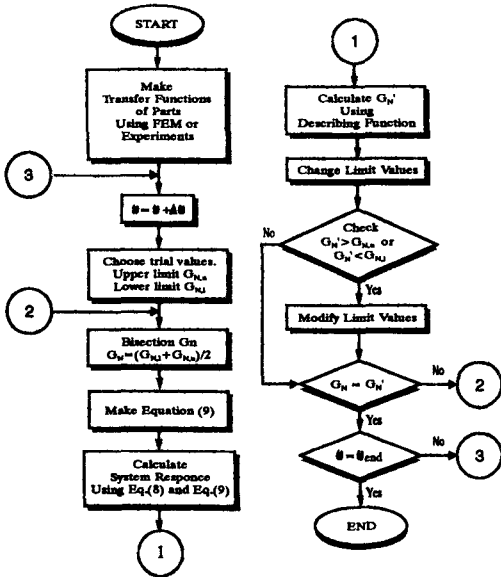 START
Make
Transfer Functions
of Parts
Using FEM or
Experiments
3
ω = ω + Δω
Choose trial values.
Upper limit G_N,u
Lower limit G_N,l
2
Bisection Gn
G_N=(G_N,l+G_N,u)/2
Make Equation (9)
Calculate
System Responce
Using Eq.(8) and Eq.(9)
1
1
Calculate G_N'
Using
Describing Function
Change Limit Values
Check
G_N'>G_N,u or
G_N'<G_N,l
No
Yes
Modify Limit Values
G_N = G_N'
No
2
Yes
ω = ω_end
No
3
Yes
END